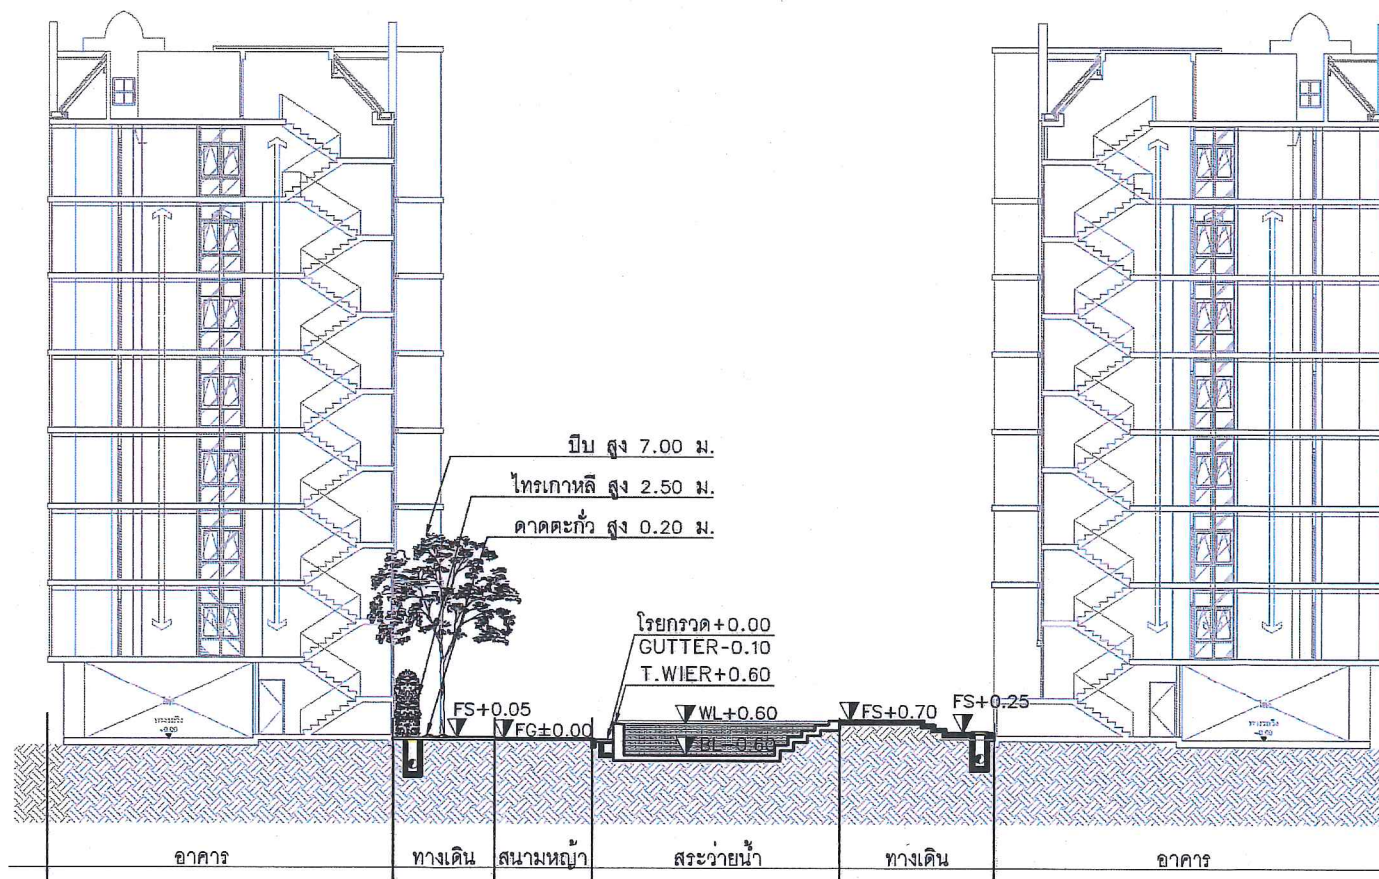 ปีบ สูง 7.00 ม.
ไทรเกาหลี สูง 2.50 ม.
ดาดตะกั่ว สูง 0.20 ม.
โรยกรวด+0.00
GUTTER-0.10
T.WIER+0.60
FS+0.05
FG±0.00
WL+0.60
BL-0.60
FS+0.70
FS+0.25
อาคาร
ทางเดิน
สนามหญ้า
สระว่ายน้ำ
ทางเดิน
อาคาร